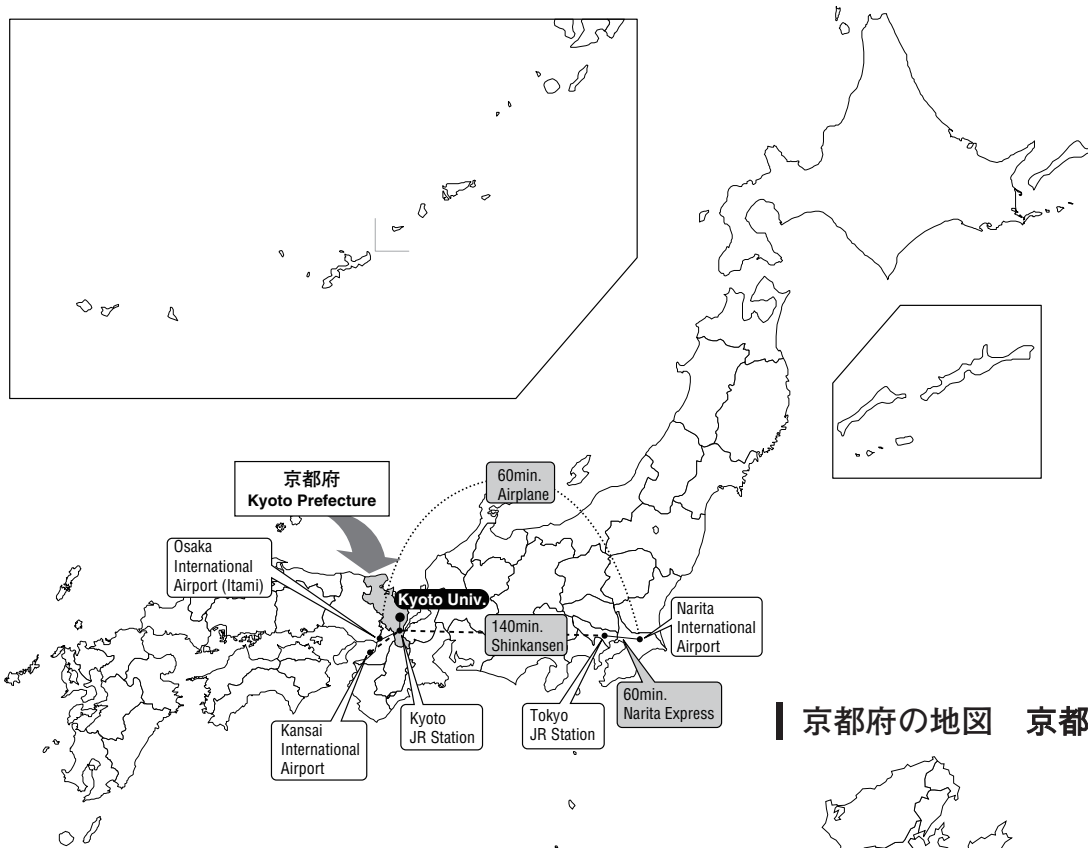 京都府
Kyoto Prefecture
60min.
Airplane
Osaka
International
Airport (Itami)
Kyoto Univ.
140min.
Shinkansen
Narita
International
Airport
60min.
Narita Express
Tokyo
JR Station
Kyoto
JR Station
Kansai
International
Airport
京都府の地図 京都